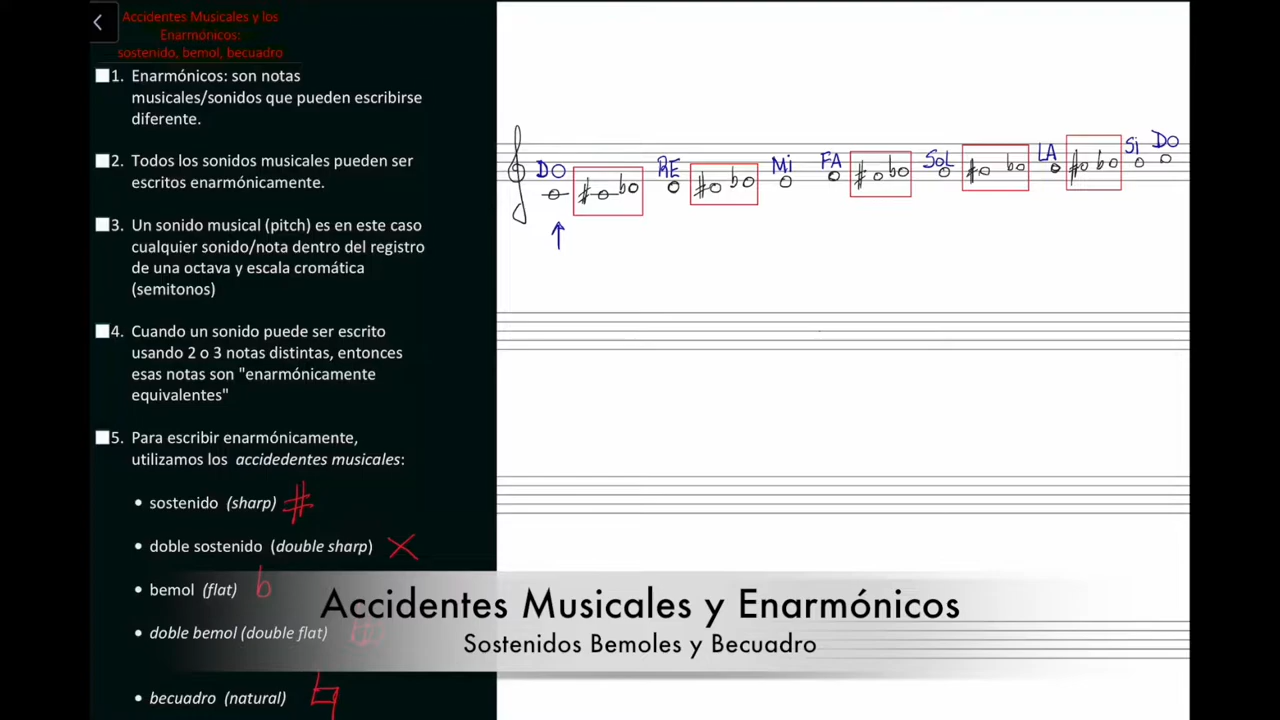 Accidentes Musicales y los
Enarmónicos:
sostenido, bemol, becuadro
1. Enarmónicos: son notas
musicales/sonidos que pueden escribirse
diferente.
2. Todos los sonidos musicales pueden ser
escritos enarmónicamente.
3. Un sonido musical (pitch) es en este caso
cualquier sonido/nota dentro del registro
de una octava y escala cromática
(semitonos)
4. Cuando un sonido puede ser escrito
usando 2 o 3 notas distintas, entonces
esas notas son "enarmónicamente
equivalentes"
5. Para escribir enarmónicamente,
utilizamos los accidedentes musicales:
• sostenido (sharp) #
• doble sostenido (double sharp) x
• bemol (flat) b
• doble bemol (double flat)
• becuadro (natural) ♮
DO RE Mi FA SOL LA Si DO
Accidentes Musicales y Enarmónicos
Sostenidos Bemoles y Becuadro